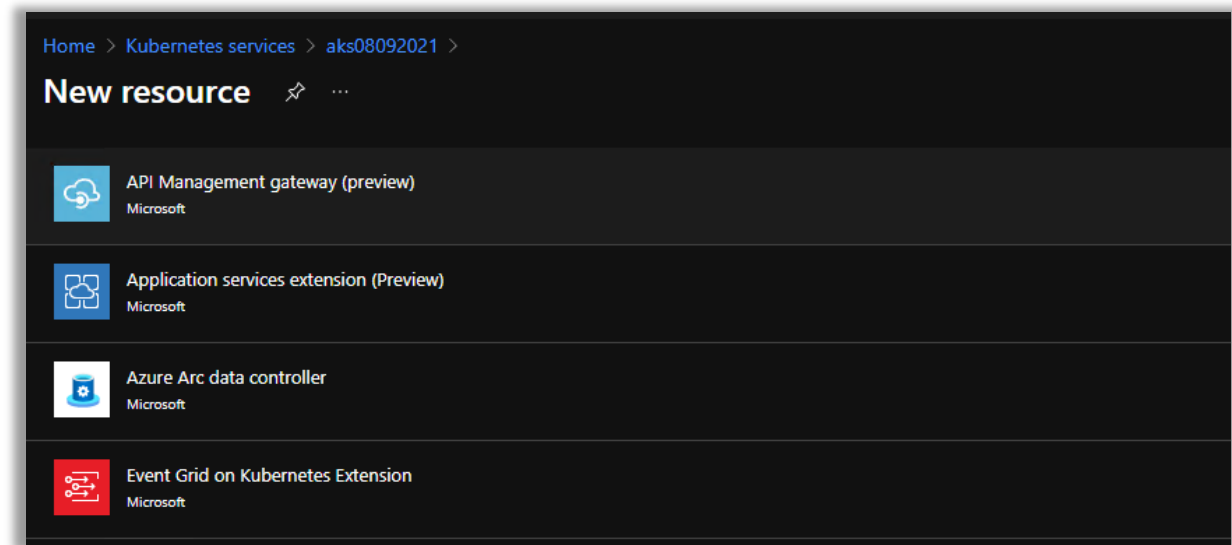 Home > Kubernetes services > aks08092021 >
New resource ...
API Management gateway (preview)
Microsoft
Application services extension (Preview)
Microsoft
Azure Arc data controller
Microsoft
Event Grid on Kubernetes Extension
Microsoft